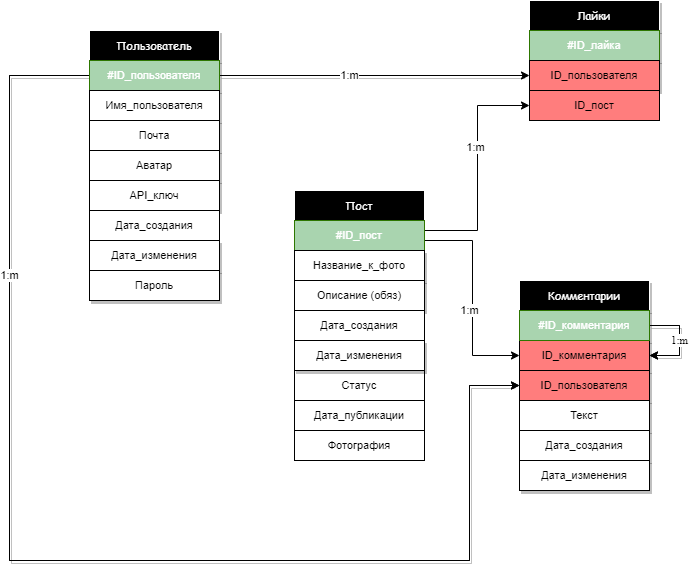 Пользователь
#ID_пользователя
Имя_пользователя
Почта
Аватар
API_ключ
Дата_создания
Дата_изменения
Пароль
1:m
1:m
Лайки
#ID_лайка
ID_пользователя
ID_пост
1:m
Пост
#ID_пост
Название_к_фото
Описание (обяз)
Дата_создания
Дата_изменения
Статус
Дата_публикации
Фотография
1:m
Комментарии
#ID_комментария
ID_комментария
ID_пользователя
Текст
Дата_создания
Дата_изменения
1:m